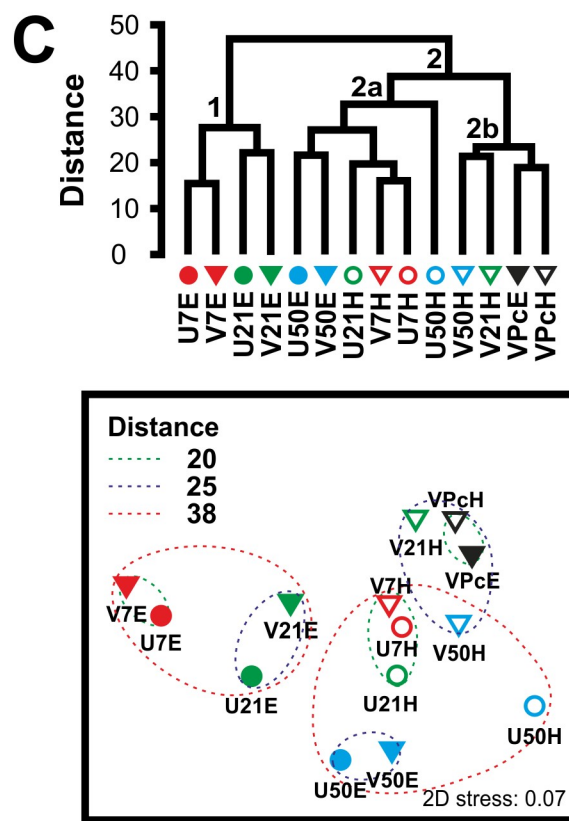 C
Distance
50
40
30
20
10
0
1
2
2a
2b
U7E
V7E
U21E
V21E
U50E
V50E
U21H
V7H
U7H
U50H
V50H
V21H
VPcE
VPcH
Distance
20
25
38
VPcH
V21H
VPcE
V7H
V7E
U7E
V21E
U7H
V50H
U21E
U21H
U50H
U50E
V50E
2D stress: 0.07